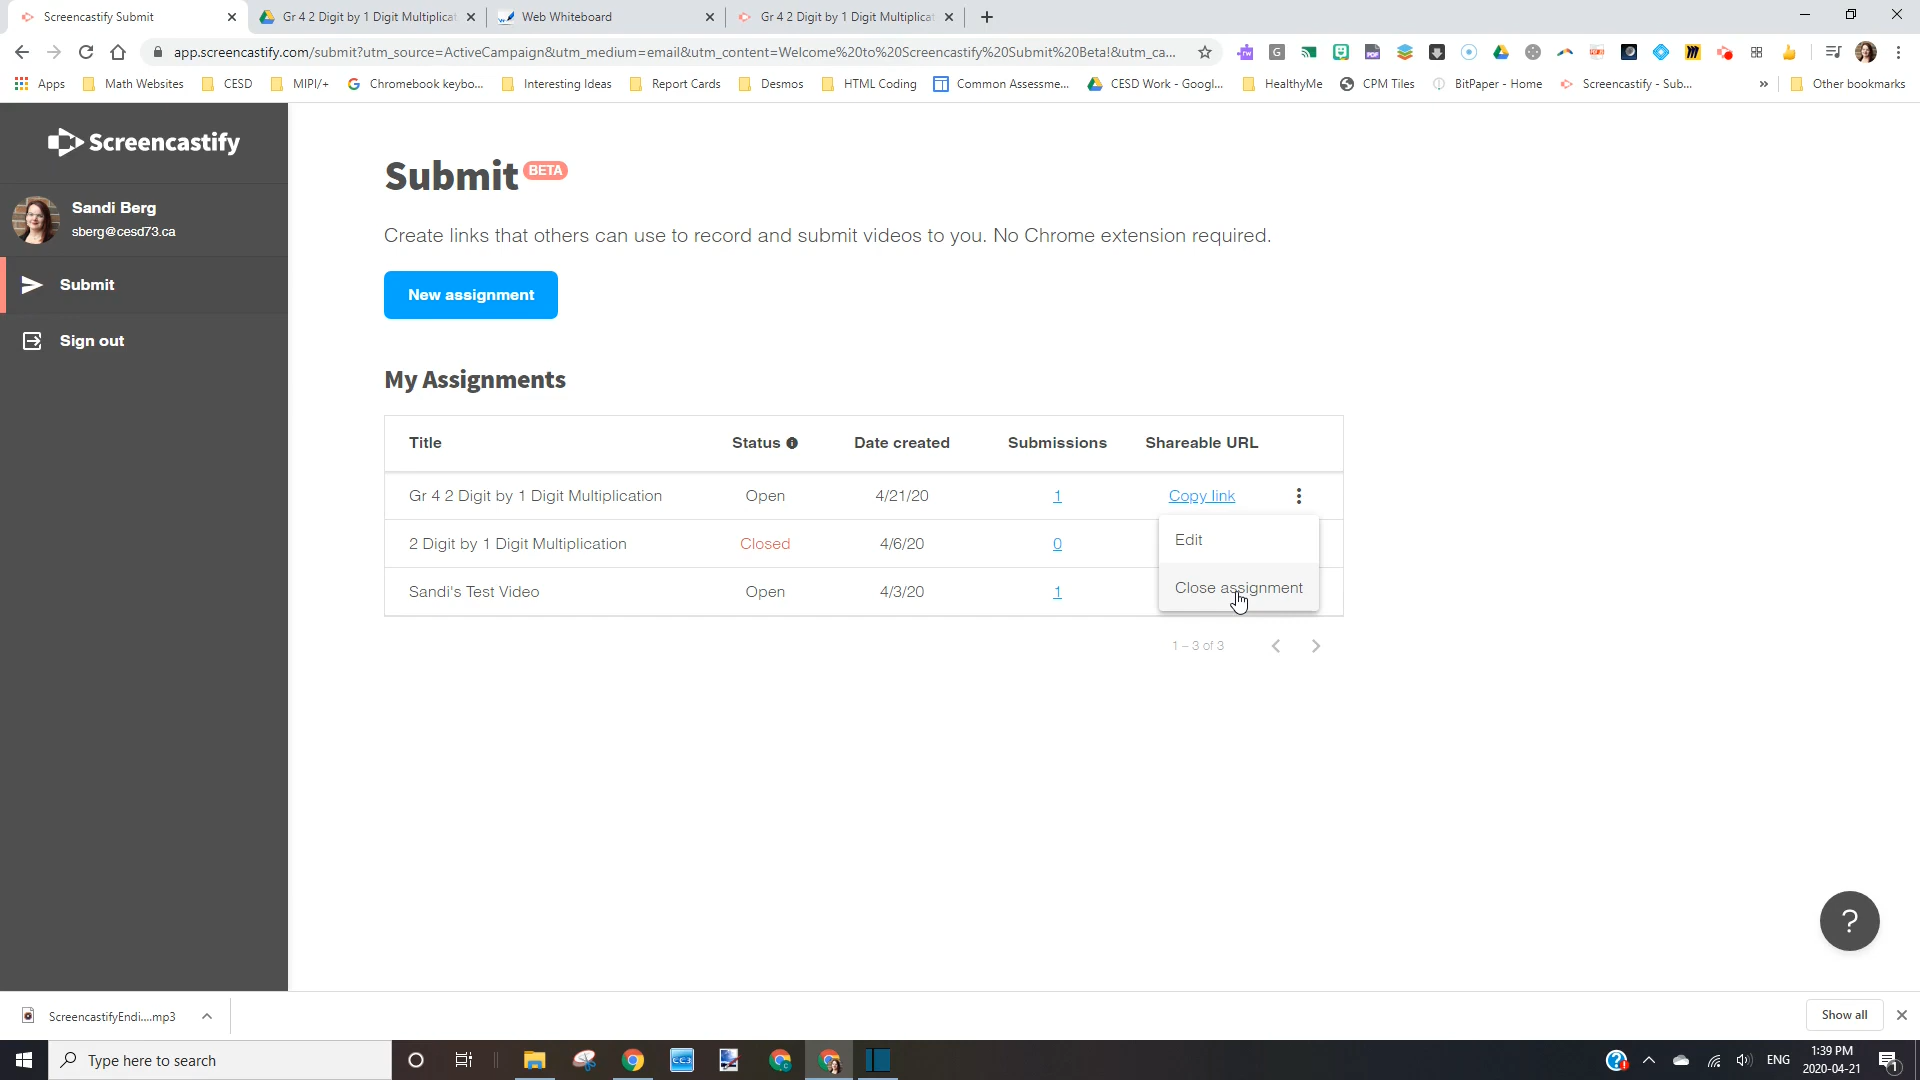 Screencastify Submit
Gr 4 2 Digit by 1 Digit Multiplicat
Web Whiteboard
Gr 4 2 Digit by 1 Digit Multiplicat
app.screencastify.com/submit?utm_source=ActiveCampaign&utm_medium=email&utm_content=Welcome%20to%20Screencastify%20Submit%20Beta!&utm_ca...
Apps
Math Websites
CESD
MIPI/+
Chromebook keybo...
Interesting Ideas
Report Cards
Desmos
HTML Coding
Common Assessme...
CESD Work - Googl...
HealthyMe
CPM Tiles
BitPaper - Home
Screencastify - Sub...
»
Other bookmarks
Screencastify
Sandi Berg
sberg@cesd73.ca
Submit
Sign out
Submit BETA
Create links that others can use to record and submit videos to you. No Chrome extension required.
New assignment
My Assignments
Title Status Date created Submissions Shareable URL
Gr 4 2 Digit by 1 Digit Multiplication Open 4/21/20 1 Copy link
2 Digit by 1 Digit Multiplication Closed 4/6/20 0
Sandi's Test Video Open 4/3/20 1
Edit
Close assignment
1 – 3 of 3
?
ScreencastifyEndi....mp3
Show all
Type here to search
ENG
1:39 PM
2020-04-21
1